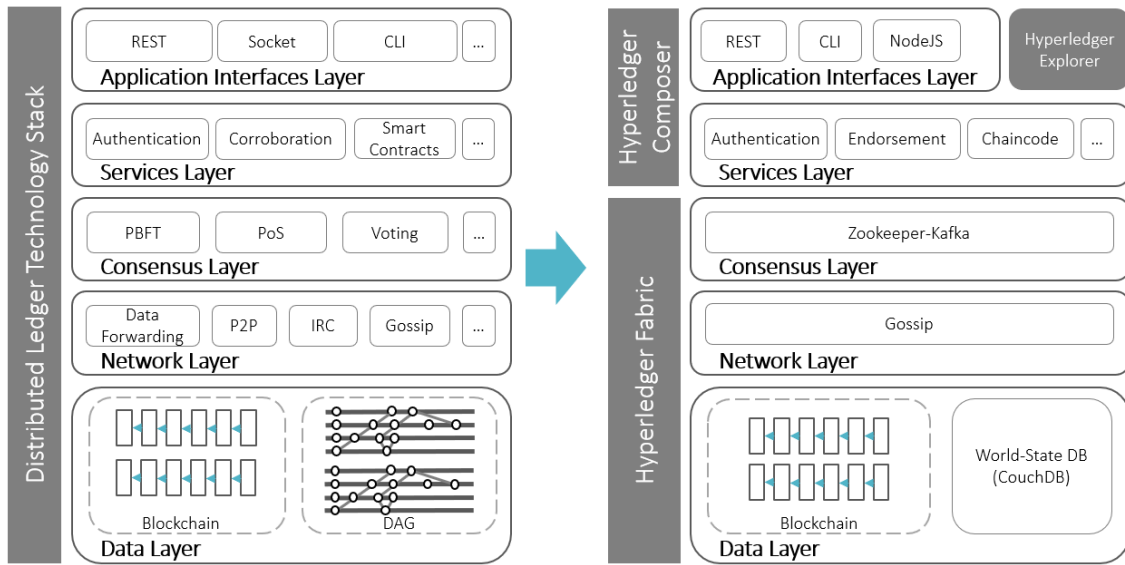 Distributed Ledger Technology Stack
REST
Socket
CLI
...
Application Interfaces Layer
Authentication
Corroboration
Smart
Contracts
...
Services Layer
PBFT
PoS
Voting
...
Consensus Layer
Data
Forwarding
P2P
IRC
Gossip
...
Network Layer
Blockchain
DAG
Data Layer
Hyperledger
Composer
REST
CLI
NodeJS
Application Interfaces Layer
Hyperledger
Explorer
Authentication
Endorsement
Chaincode
...
Services Layer
Hyperledger Fabric
Zookeeper-Kafka
Consensus Layer
Gossip
Network Layer
Blockchain
World-State DB
(CouchDB)
Data Layer